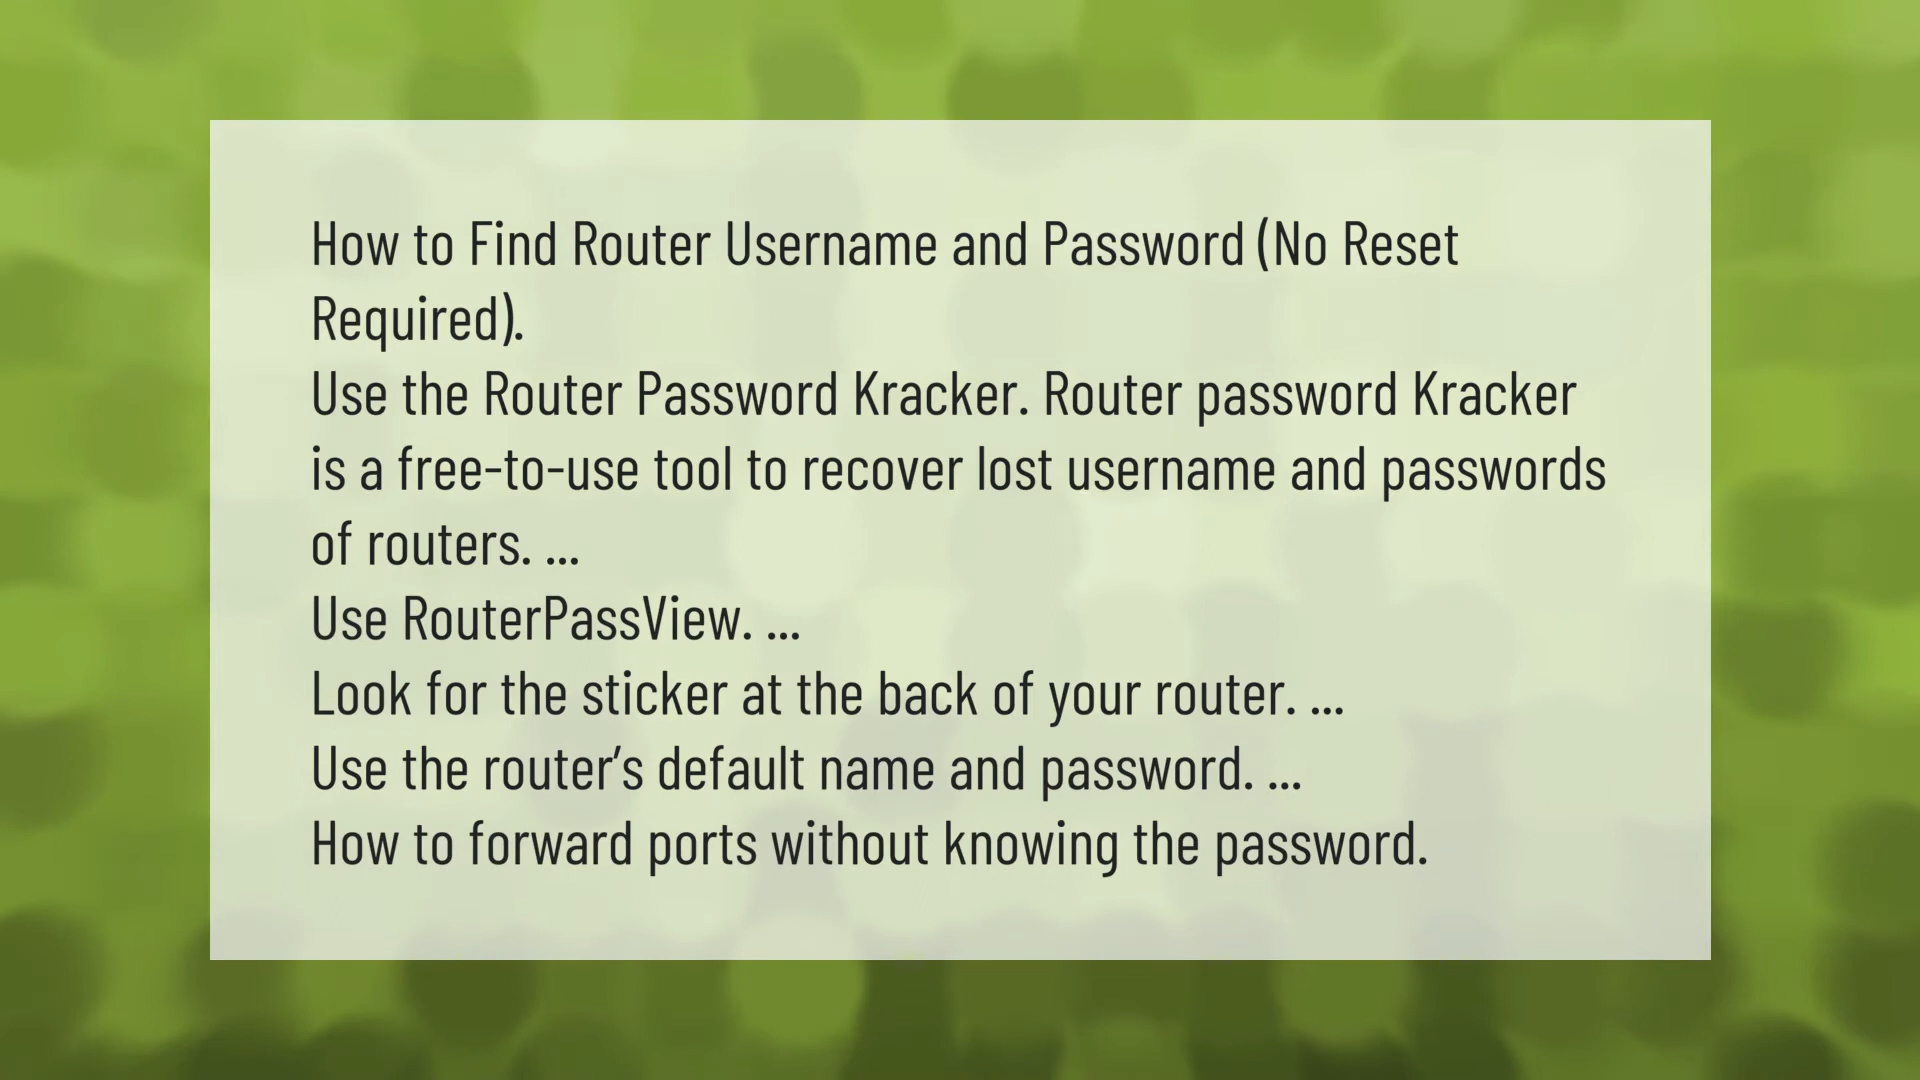 How to Find Router Username and Password (No Reset
Required).
Use the Router Password Kracker. Router password Kracker
is a free-to-use tool to recover lost username and passwords
of routers. ...
Use RouterPassView. ...
Look for the sticker at the back of your router. ...
Use the router’s default name and password. ...
How to forward ports without knowing the password.